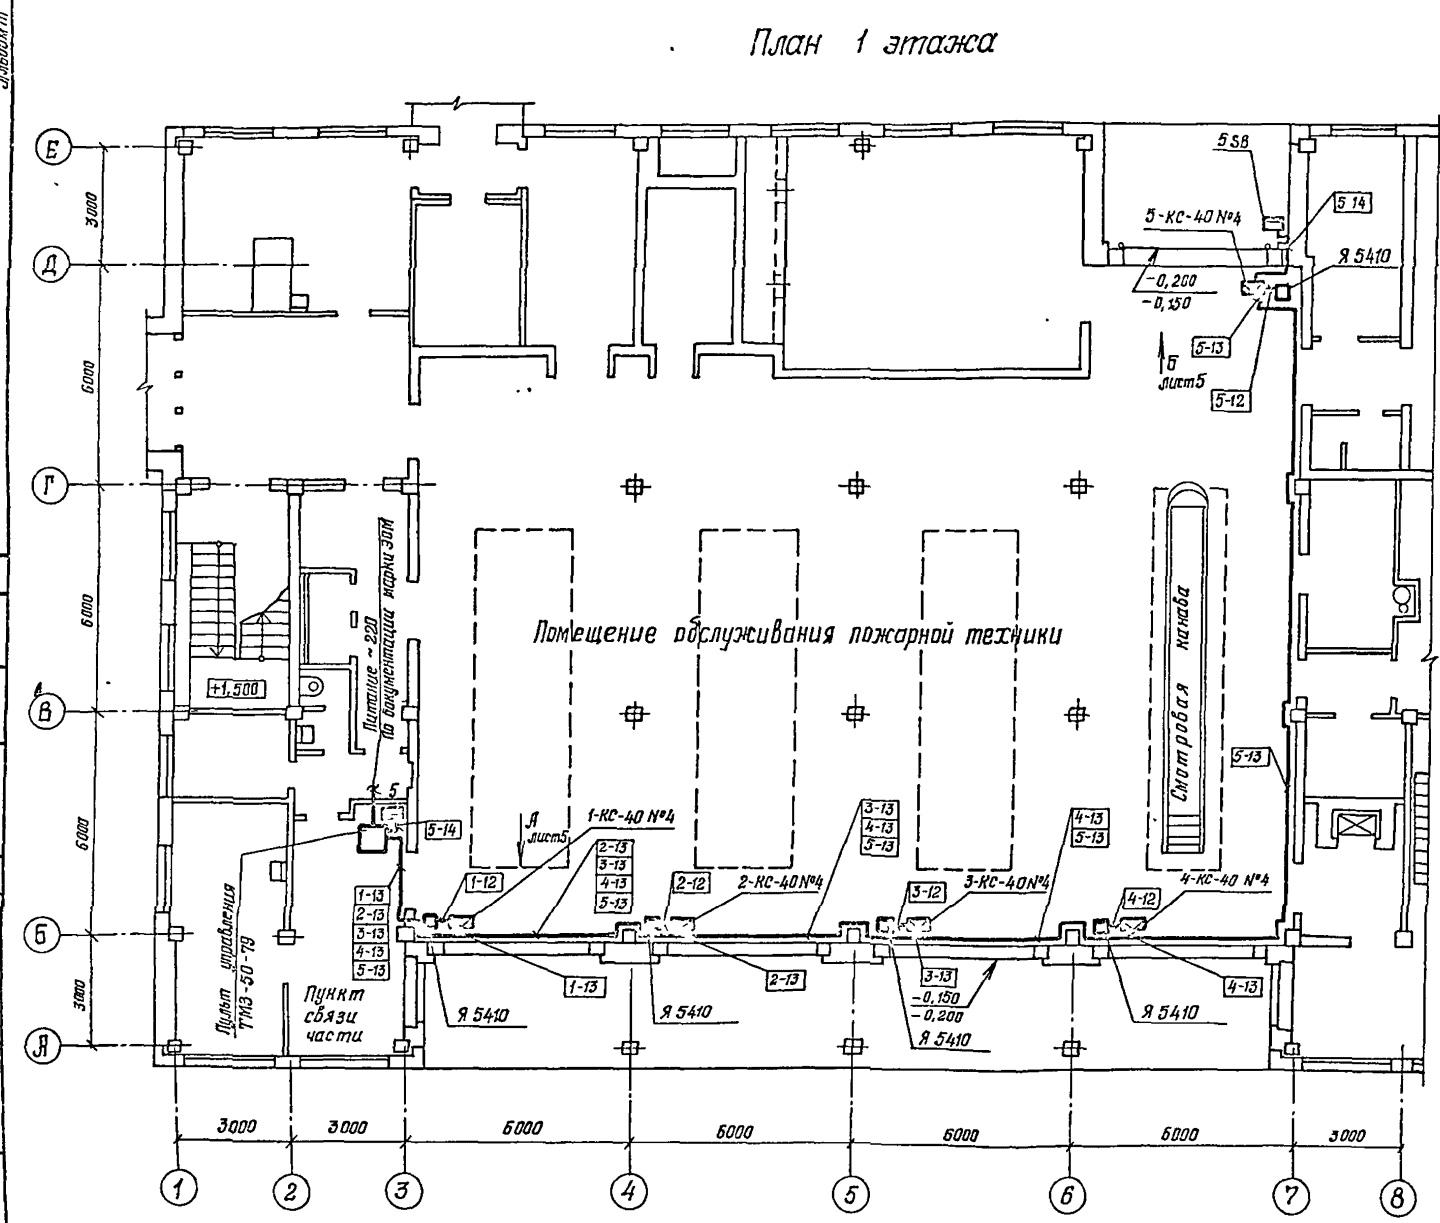 Альбом III
План 1 этажа
Е
3000
Д
6000
Г
6000
В
6000
Б
3000
А
5 SB
5 14
5-КС-40 №4
Я 5410
-0,200
-0,150
5-13
Б
лист5
5-12
Питание ~ 220
по документации марки ЭОМ
Помещение обслуживания пожарной техники
Смотровая канава
+1,500
5-13
5
5-14
А
лист5
1-КС-40 №4
2-13
3-13
4-13
5-13
3-13
4-13
5-13
4-13
5-13
1-12
2-12
2-КС-40 №4
3-12
3-КС-40 №4
4-12
4-КС-40 №4
1-13
2-13
3-13
4-13
5-13
Пульт управления
ТМЗ-50-79
Пункт
связи
части
1-13
2-13
3-13
4-13
-0,150
-0,200
Я 5410
Я 5410
Я 5410
Я 5410
3000
3000
6000
6000
6000
6000
3000
1
2
3
4
5
6
7
8